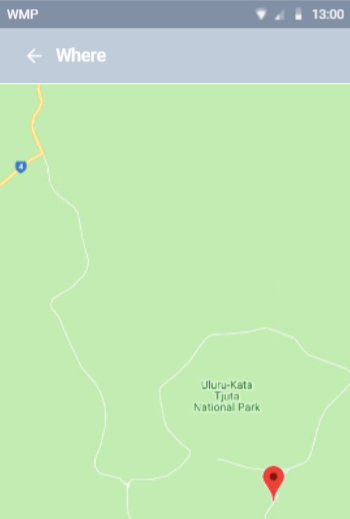 WMP 13:00
Where
4
Uluru-Kata
Tjuta
National Park